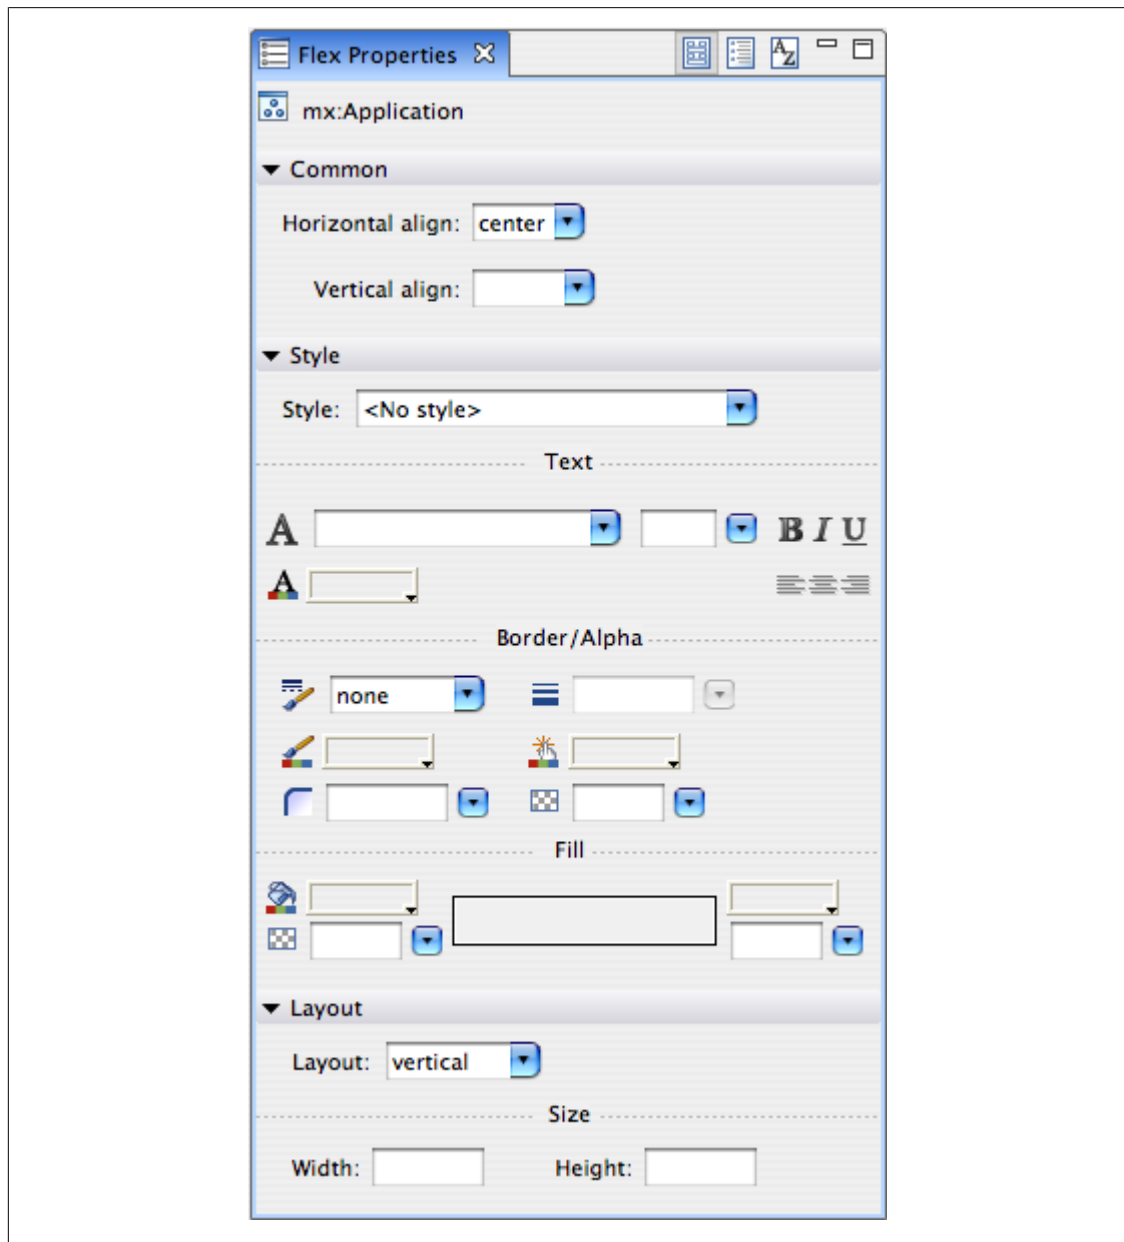 Flex Properties
mx:Application
Common
Horizontal align: center
Vertical align:
Style
Style: <No style>
Text
A B I U
A
Border/Alpha
none
Fill
Layout
Layout: vertical
Size
Width: Height: